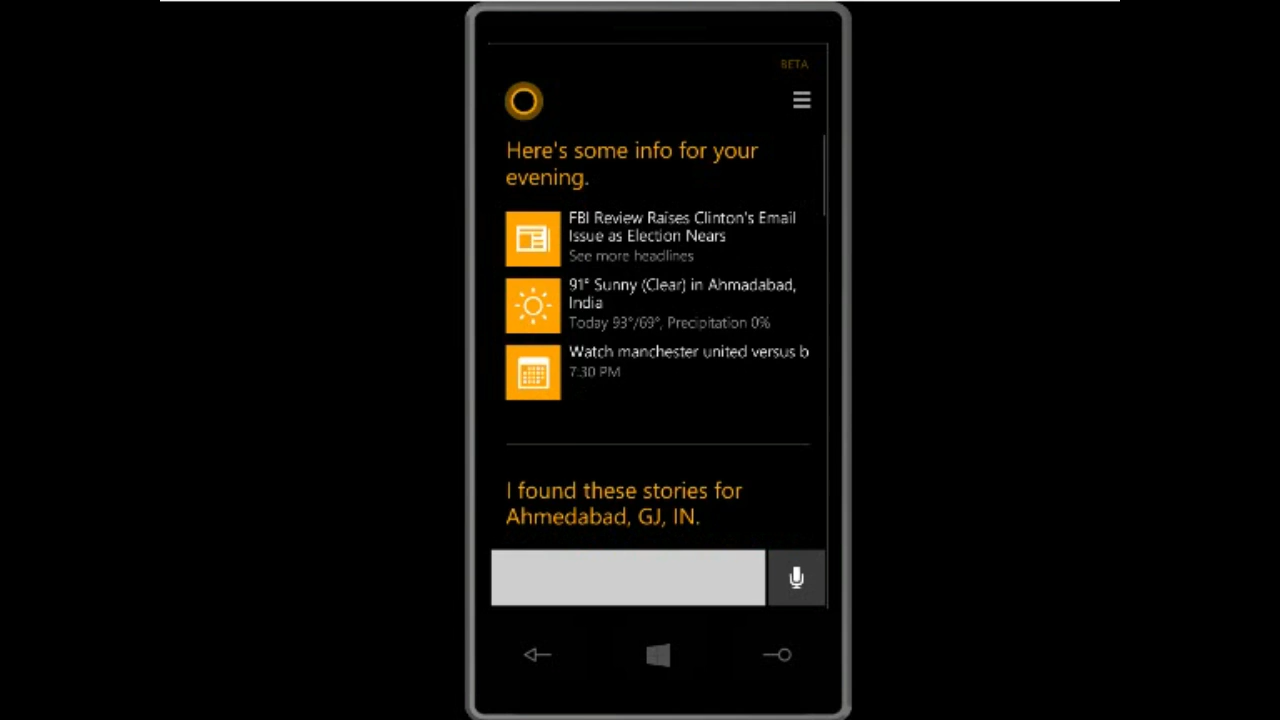 BETA
Here's some info for your
evening.
FBI Review Raises Clinton's Email
Issue as Election Nears
See more headlines
91° Sunny (Clear) in Ahmadabad,
India
Today 93°/69°, Precipitation 0%
Watch manchester united versus b
7:30 PM
I found these stories for
Ahmedabad, GJ, IN.